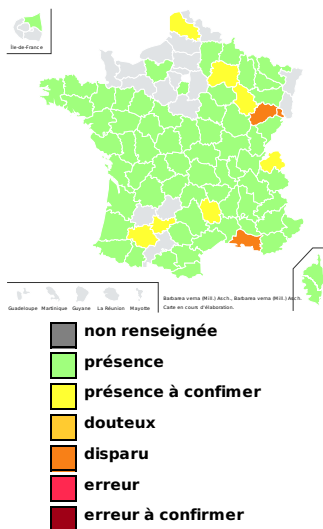 Île-de-France
Guadeloupe Martinique Guyane La Réunion Mayotte
Barbarea verna (Mill.) Asch., Barbarea verna (Mill.) Asch.
Carte en cours d'élaboration.
non renseignée
présence
présence à confimer
douteux
disparu
erreur
erreur à confirmer